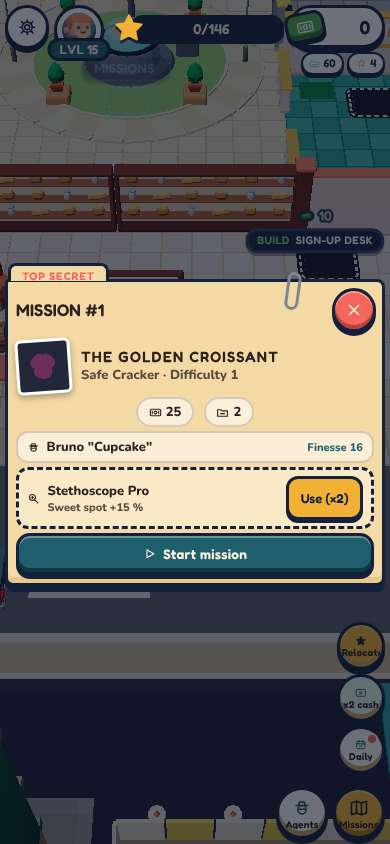 0/146
0
LVL 15
MISSIONS
60
4
10
BUILD SIGN-UP DESK
TOP SECRET
MISSION #1
THE GOLDEN CROISSANT
Safe Cracker · Difficulty 1
25
2
Bruno "Cupcake"
Finesse 16
Stethoscope Pro
Sweet spot +15 %
Use (x2)
Start mission
Relocate
x2 cash
Daily
Agents
Missions